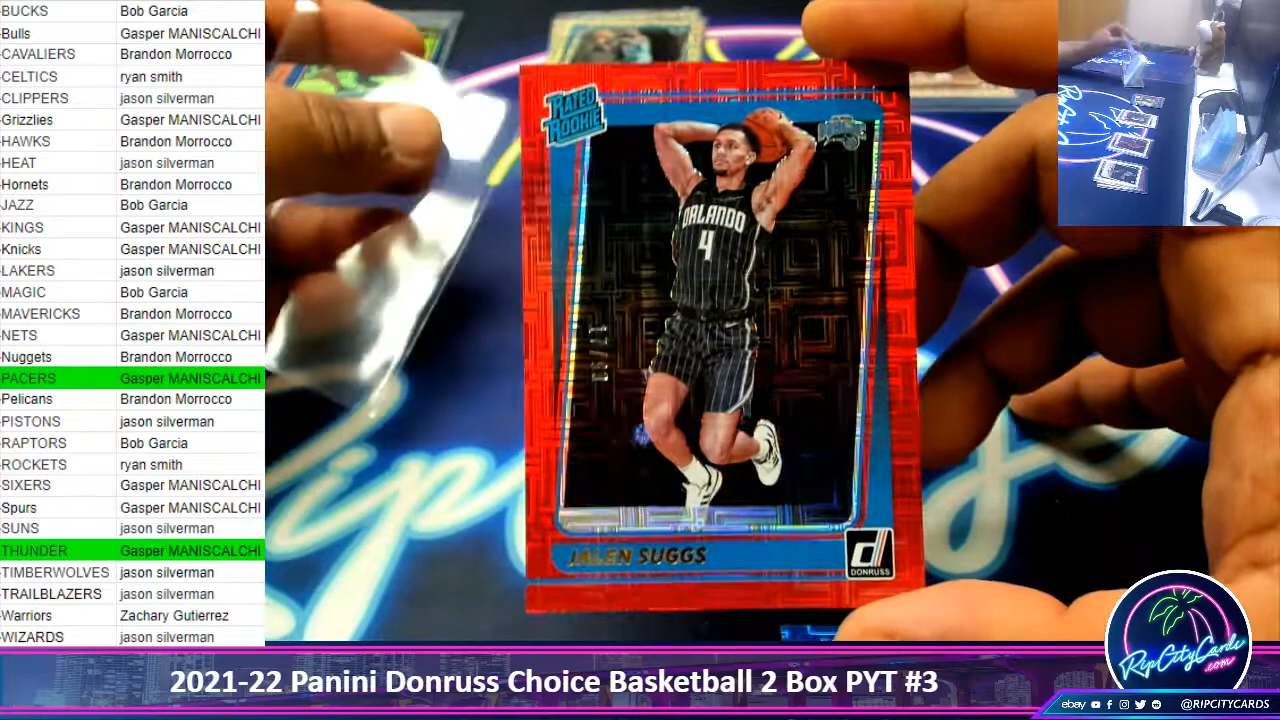 -BUCKS Bob Garcia
-Bulls Gasper MANISCALCHI
-CAVALIERS Brandon Morrocco
-CELTICS ryan smith
-CLIPPERS jason silverman
-Grizzlies Gasper MANISCALCHI
-HAWKS Brandon Morrocco
-HEAT jason silverman
-Hornets Brandon Morrocco
-JAZZ Bob Garcia
-KINGS Gasper MANISCALCHI
-Knicks Gasper MANISCALCHI
-LAKERS jason silverman
-MAGIC Bob Garcia
-MAVERICKS Brandon Morrocco
-NETS Gasper MANISCALCHI
-Nuggets Brandon Morrocco
-PACERS Gasper MANISCALCHI
-Pelicans Brandon Morrocco
-PISTONS jason silverman
-RAPTORS Bob Garcia
-ROCKETS ryan smith
-SIXERS Gasper MANISCALCHI
-Spurs Gasper MANISCALCHI
-SUNS jason silverman
-THUNDER Gasper MANISCALCHI
-TIMBERWOLVES jason silverman
-TRAILBLAZERS jason silverman
-Warriors Zachary Gutierrez
-WIZARDS jason silverman
RATED
ROOKIE
ORLANDO
4
JALEN SUGGS
DONRUSS
2021-22 Panini Donruss Choice Basketball 2 Box PYT #3
RipCityCards
.com
ebay @RIPCITYCARDS